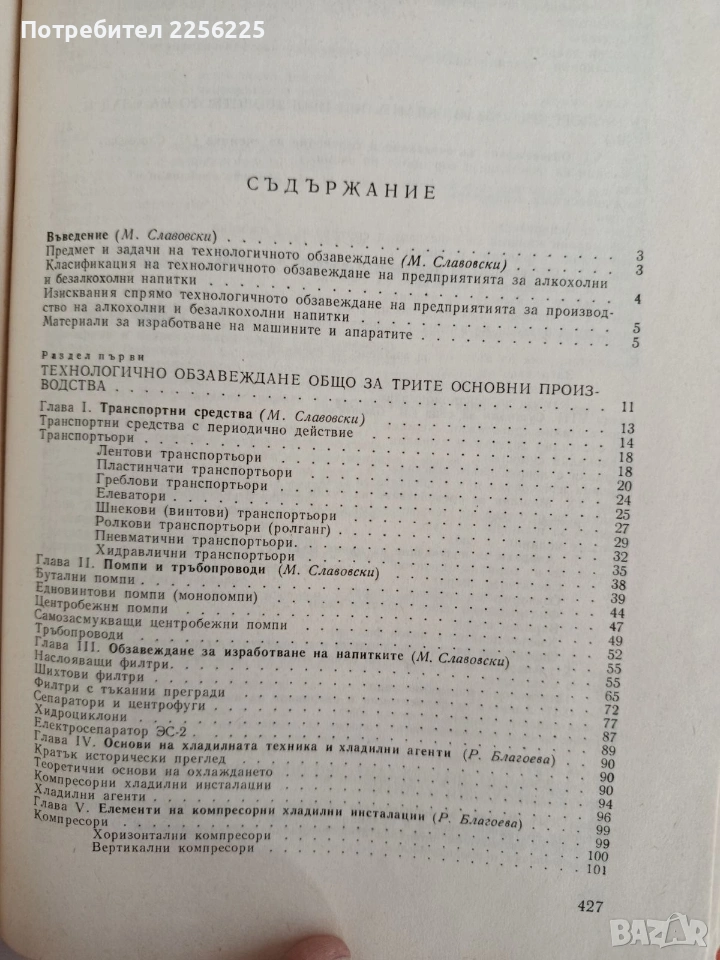 Потребител 2256225
СЪДЪРЖАНИЕ
Въведение (М. Славовски) . . . 3
Предмет и задачи на технологичното обзавеждане (М. Славовски) . . . 3
Класификация на технологичното обзавеждане на предприятията за алкохолни
и безалкохолни напитки . . . 4
Изисквания спрямо технологичното обзавеждане на предприятията за производ-
ство на алкохолни и безалкохолни напитки . . . 5
Материали за изработване на машините и апаратите . . . 5
Раздел първи
ТЕХНОЛОГИЧНО ОБЗАВЕЖДАНЕ ОБЩО ЗА ТРИТЕ ОСНОВНИ ПРОИЗ-
ВОДСТВА . . . 11
Глава I. Транспортни средства (М. Славовски) . . . 13
Транспортни средства с периодично действие . . . 14
Транспортьори . . . 18
Лентови транспортьори . . . 18
Пластинчати транспортьори . . . 20
Греблови транспортьори . . . 24
Елеватори . . . 25
Шнекови (винтови) транспортьори . . . 27
Ролкови транспортьори (ролганг) . . . 29
Пневматични транспортьори . . . 32
Хидравлични транспортьори . . . 35
Глава II. Помпи и тръбопроводи (М. Славовски) . . . 38
Бутални помпи . . . 39
Едновинтови помпи (монопомпи) . . . 44
Центробежни помпи . . . 47
Самозасмукващи центробежни помпи . . . 49
Тръбопроводи . . . 52
Глава III. Обзавеждане за изработване на напитките (М. Славовски) . . . 55
Наслояващи филтри . . . 55
Шихтови филтри . . . 65
Филтри с тъкани прегради . . . 72
Сепаратори и центрофуги . . . 77
Хидроциклони . . . 87
Електросепаратор ЭС-2 . . . 89
Глава IV. Основи на хладилната техника и хладилни агенти (Р. Благоева) . . . 90
Кратък исторически преглед . . . 90
Теоретични основи на охлаждането . . . 90
Компресорни хладилни инсталации . . . 94
Хладилни агенти . . . 96
Глава V. Елементи на компресорни хладилни инсталации (Р. Благоева) . . . 99
Компресори . . . 99
Хоризонтални компресори . . . 100
Вертикални компресори . . . 101
427
BAZAR